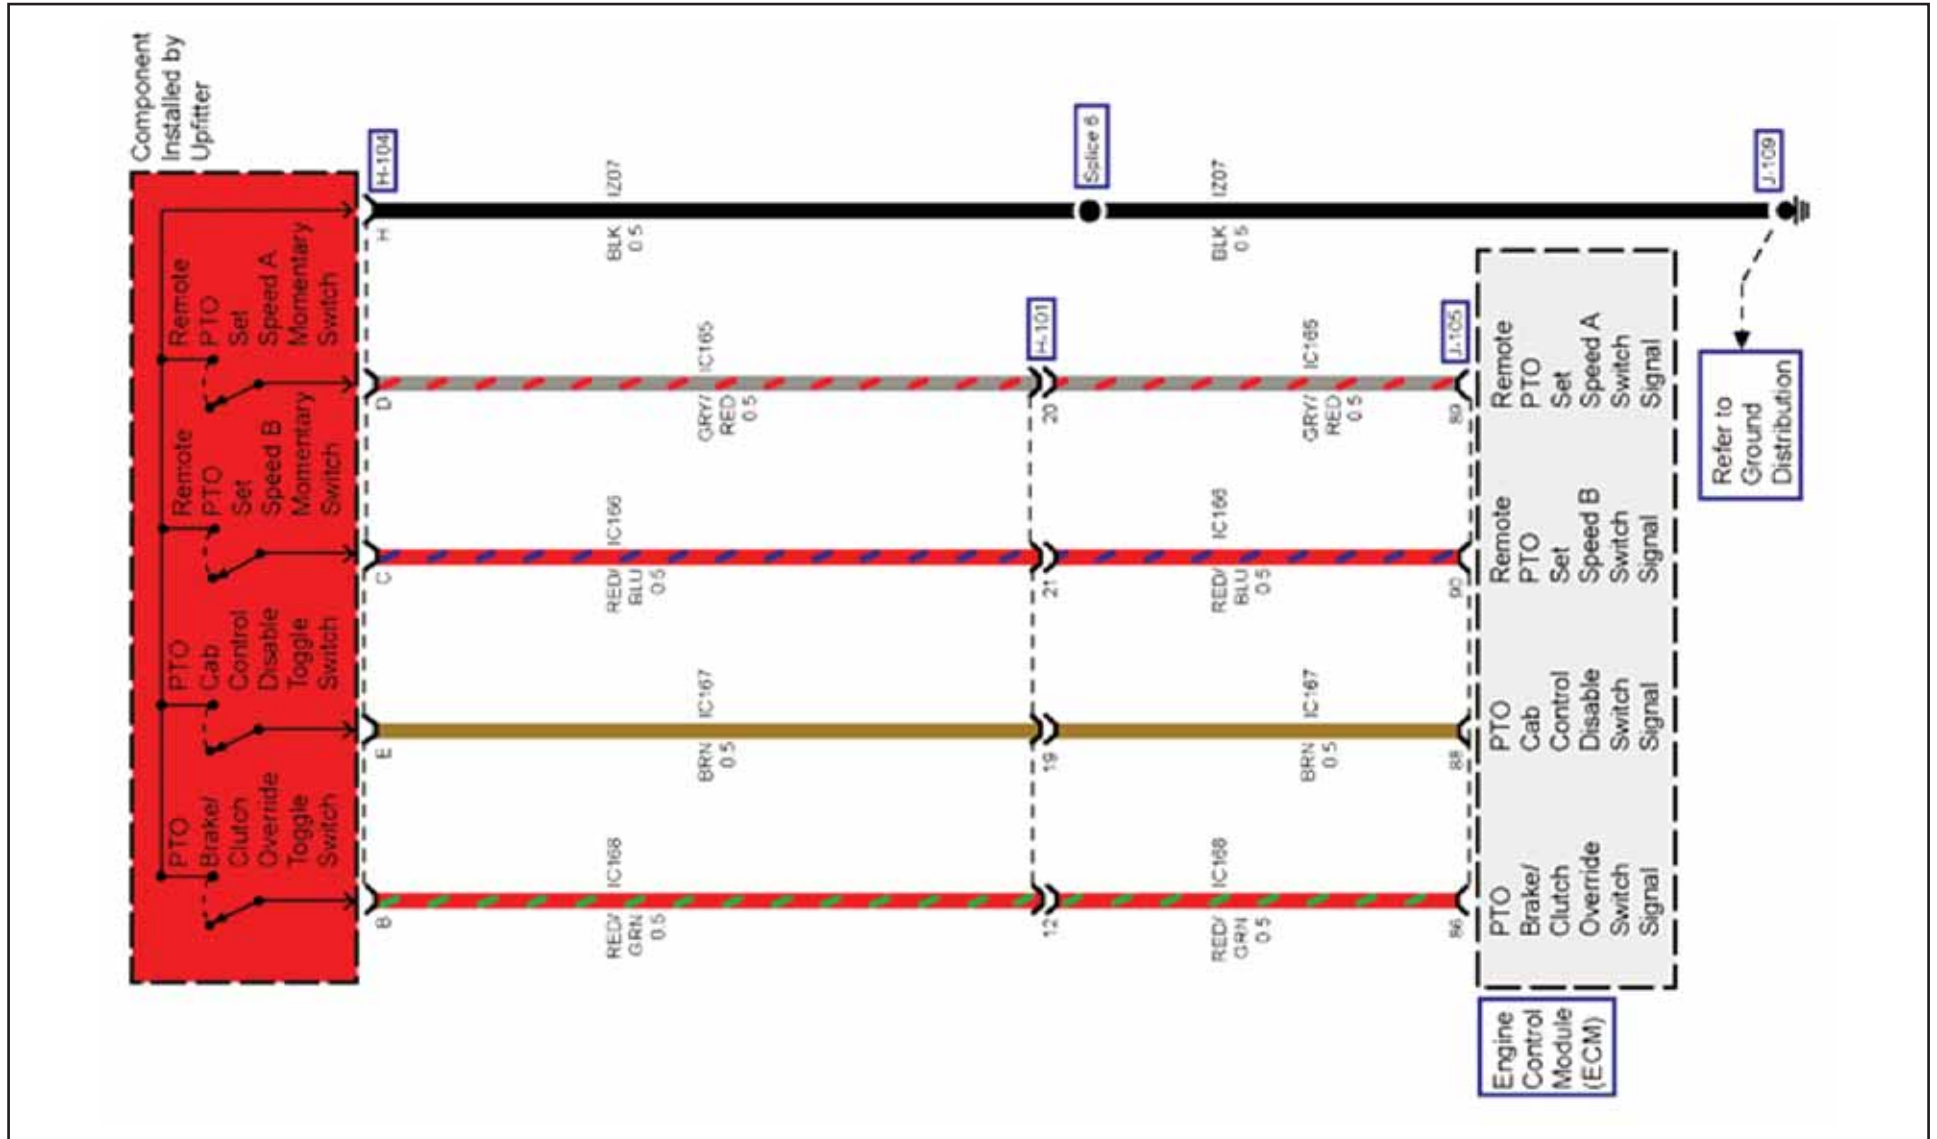 Component
Installed by
Upfitter
PTO
Brake/
Clutch
Override
Toggle
Switch
PTO
Cab
Control
Disable
Toggle
Switch
Remote
PTO
Set
Speed B
Momentary
Switch
Remote
PTO
Set
Speed A
Momentary
Switch
H-104
B
E
C
D
H
RED/
GRN
0.5
IC168
BRN
0.5
IC167
RED/
BLU
0.5
IC166
GRY/
RED
0.5
IC165
BLK
0.5
IZ07
H-101
12
19
21
20
Splice 6
RED/
GRN
0.5
IC168
BRN
0.5
IC167
RED/
BLU
0.5
IC166
GRY/
RED
0.5
IC165
BLK
0.5
IZ07
J-105
86
88
90
89
J-109
PTO
Brake/
Clutch
Override
Switch
Signal
PTO
Cab
Control
Disable
Switch
Signal
Remote
PTO
Set
Speed B
Switch
Signal
Remote
PTO
Set
Speed A
Switch
Signal
Engine
Control
Module
(ECM)
Refer to
Ground
Distribution